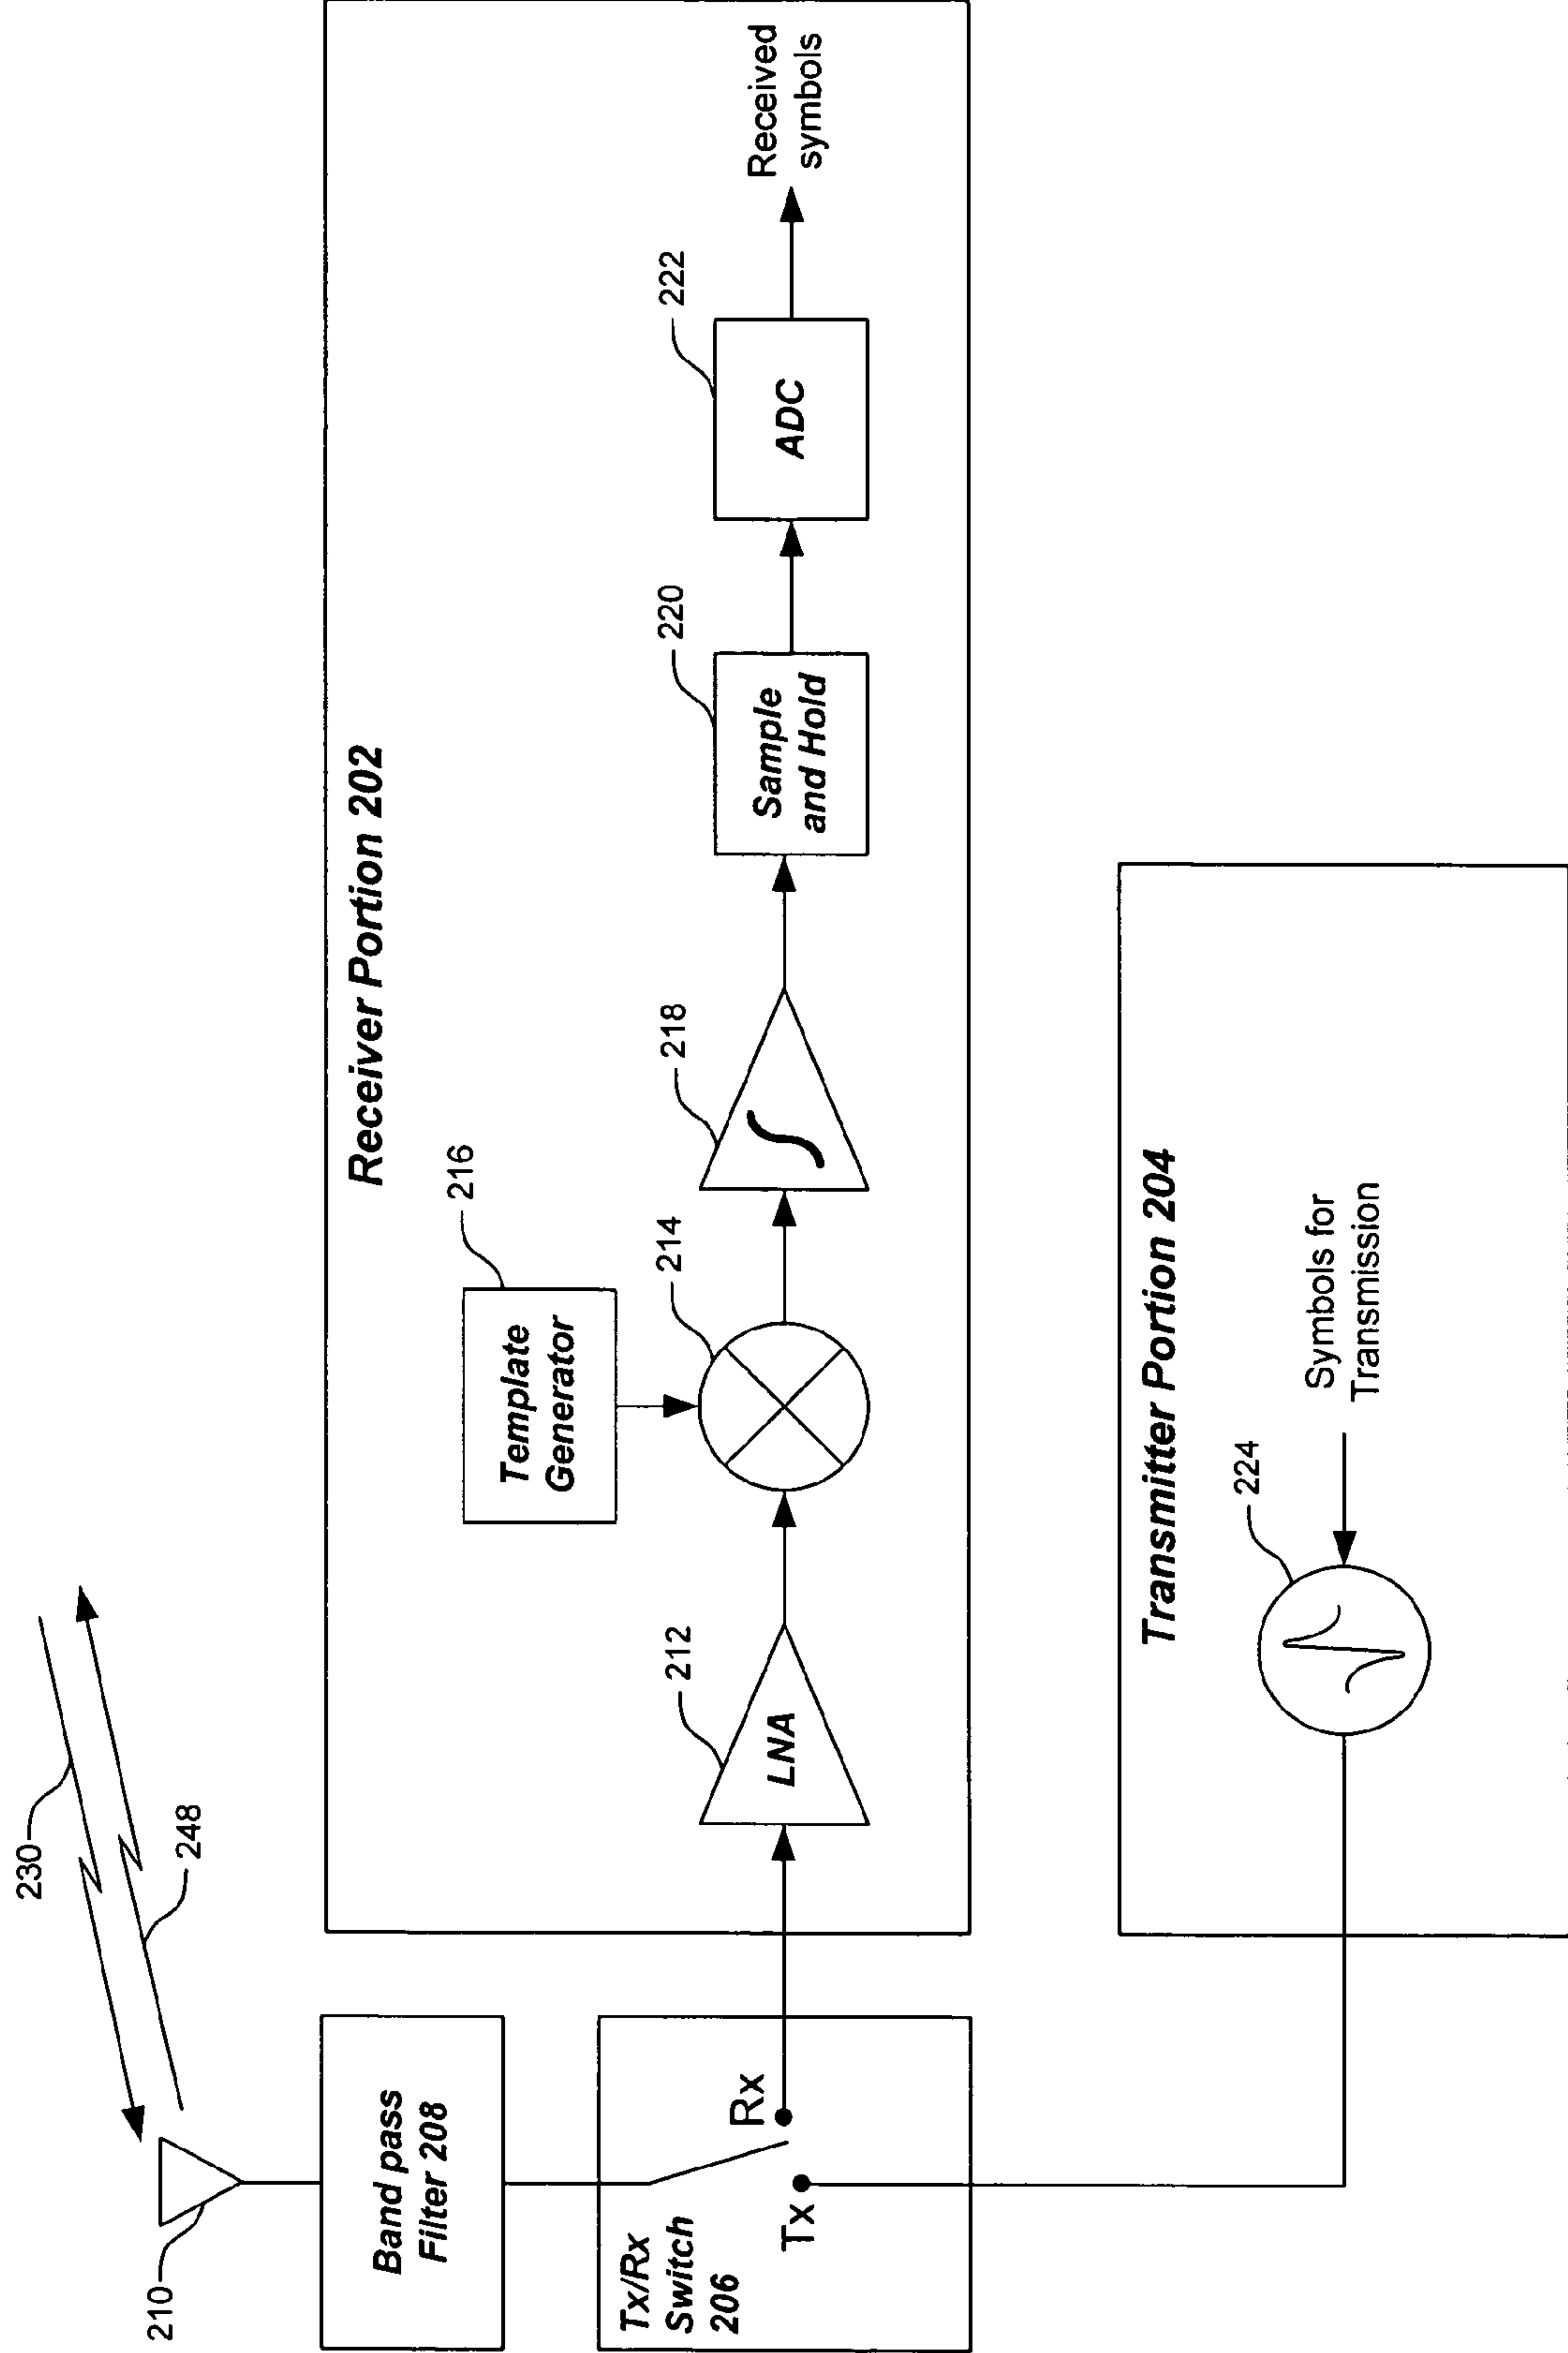 230
248
210
Band pass
Filter 208
Tx/Rx
Switch
206
Rx
Tx
Receiver Portion 202
216
Template
Generator
212
LNA
214
218
220
Sample
and Hold
222
ADC
Received
symbols
Transmitter Portion 204
224
Symbols for
Transmission